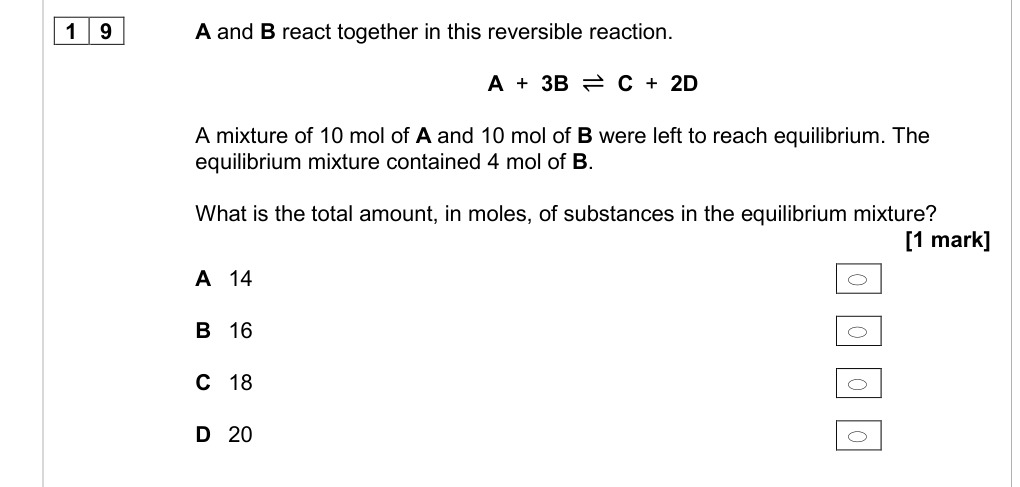 1 9 A and B react together in this reversible reaction.
A + 3B ⇌ C + 2D
A mixture of 10 mol of A and 10 mol of B were left to reach equilibrium. The
equilibrium mixture contained 4 mol of B.
What is the total amount, in moles, of substances in the equilibrium mixture?
[1 mark]
A 14
B 16
C 18
D 20